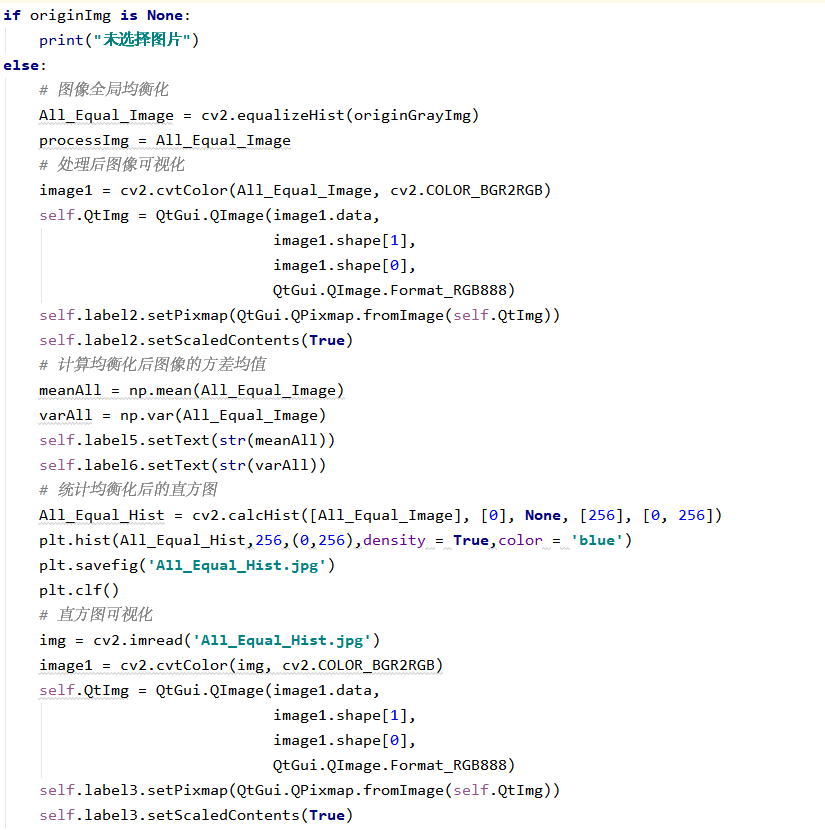 if originImg is None:
    print("未选择图片")
else:
    # 图像全局均衡化
    All_Equal_Image = cv2.equalizeHist(originGrayImg)
    processImg = All_Equal_Image
    # 处理后图像可视化
    image1 = cv2.cvtColor(All_Equal_Image, cv2.COLOR_BGR2RGB)
    self.QtImg = QtGui.QImage(image1.data,
                              image1.shape[1],
                              image1.shape[0],
                              QtGui.QImage.Format_RGB888)
    self.label2.setPixmap(QtGui.QPixmap.fromImage(self.QtImg))
    self.label2.setScaledContents(True)
    # 计算均衡化后图像的方差均值
    meanAll = np.mean(All_Equal_Image)
    varAll = np.var(All_Equal_Image)
    self.label5.setText(str(meanAll))
    self.label6.setText(str(varAll))
    # 统计均衡化后的直方图
    All_Equal_Hist = cv2.calcHist([All_Equal_Image], [0], None, [256], [0, 256])
    plt.hist(All_Equal_Hist,256,(0,256),density = True,color = 'blue')
    plt.savefig('All_Equal_Hist.jpg')
    plt.clf()
    # 直方图可视化
    img = cv2.imread('All_Equal_Hist.jpg')
    image1 = cv2.cvtColor(img, cv2.COLOR_BGR2RGB)
    self.QtImg = QtGui.QImage(image1.data,
                              image1.shape[1],
                              image1.shape[0],
                              QtGui.QImage.Format_RGB888)
    self.label3.setPixmap(QtGui.QPixmap.fromImage(self.QtImg))
    self.label3.setScaledContents(True)